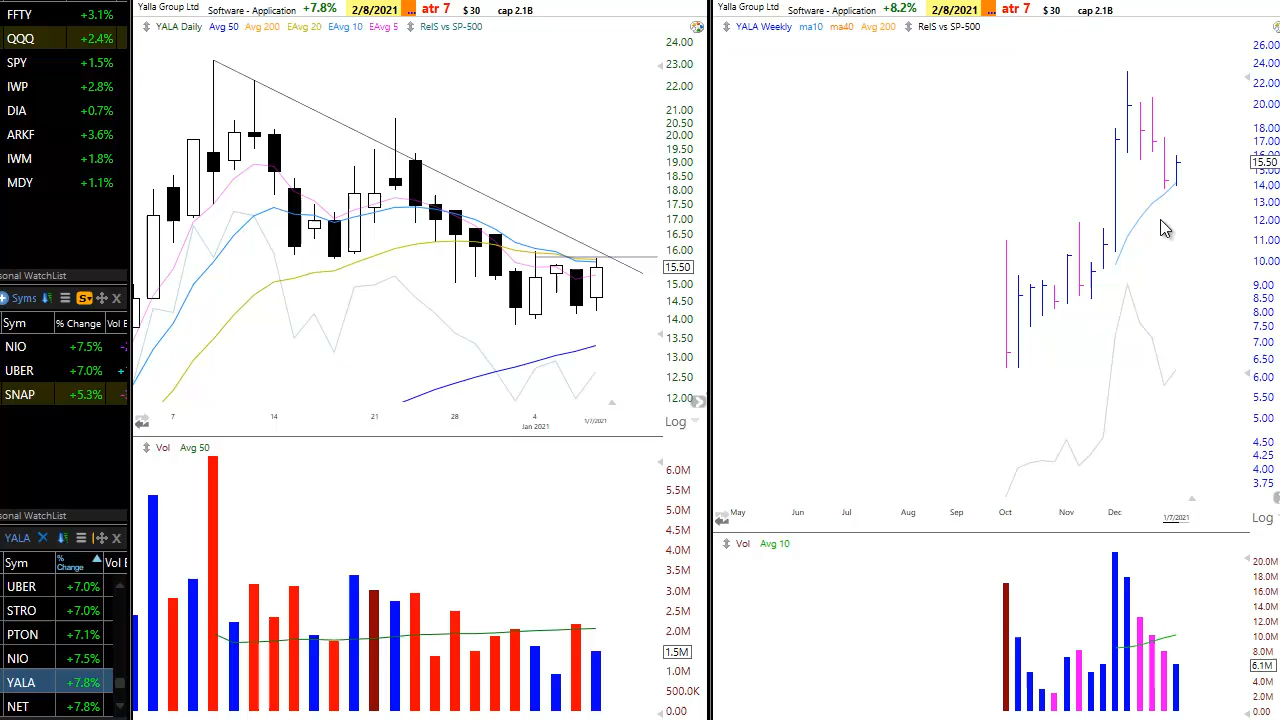 FFTY +3.1%
QQQ +2.4%
SPY +1.5%
IWP +2.8%
DIA +0.7%
ARKF +3.6%
IWM +1.8%
MDY +1.1%
sonal WatchList
Syms S
Sym % Change Vol E
NIO +7.5%
UBER +7.0%
SNAP +5.3%
sonal WatchList
YALA
Sym % Change Vol E
UBER +7.0%
STRO +7.0%
PTON +7.1%
NIO +7.5%
YALA +7.8%
NET +7.8%
Yalla Group Ltd Software - Application +7.8% 2/8/2021 ... atr 7 $ 30 cap 2.1B
YALA Daily Avg 50 Avg 200 EAvg 20 EAvg 10 EAvg 5 RelS vs SP-500
24.00
23.00
22.00
21.00
20.50
20.00
19.50
19.00
18.50
18.00
17.50
17.00
16.50
16.00
15.50
15.00
14.50
14.00
13.50
13.00
12.50
12.00
7 14 21 28 4 1/7/2021
Jan 2021
Log
Vol Avg 50
6.0M
5.5M
5.0M
4.5M
4.0M
3.5M
3.0M
2.5M
2.0M
1.5M
1.0M
500.0K
0.00
Yalla Group Ltd Software - Application +8.2% 2/8/2021 ... atr 7 $ 30 cap 2.1B
YALA Weekly ma10 ma40 Avg 200 RelS vs SP-500
26.00
24.00
22.00
20.00
18.00
17.00
15.50
14.00
13.00
12.00
11.00
10.00
9.00
8.50
8.00
7.50
7.00
6.50
6.00
5.50
5.00
4.50
4.25
4.00
3.75
May Jun Jul Aug Sep Oct Nov Dec 1/7/2021
Log
Vol Avg 10
20.0M
18.0M
16.0M
14.0M
12.0M
10.0M
8.0M
6.1M
4.0M
2.0M
0.00